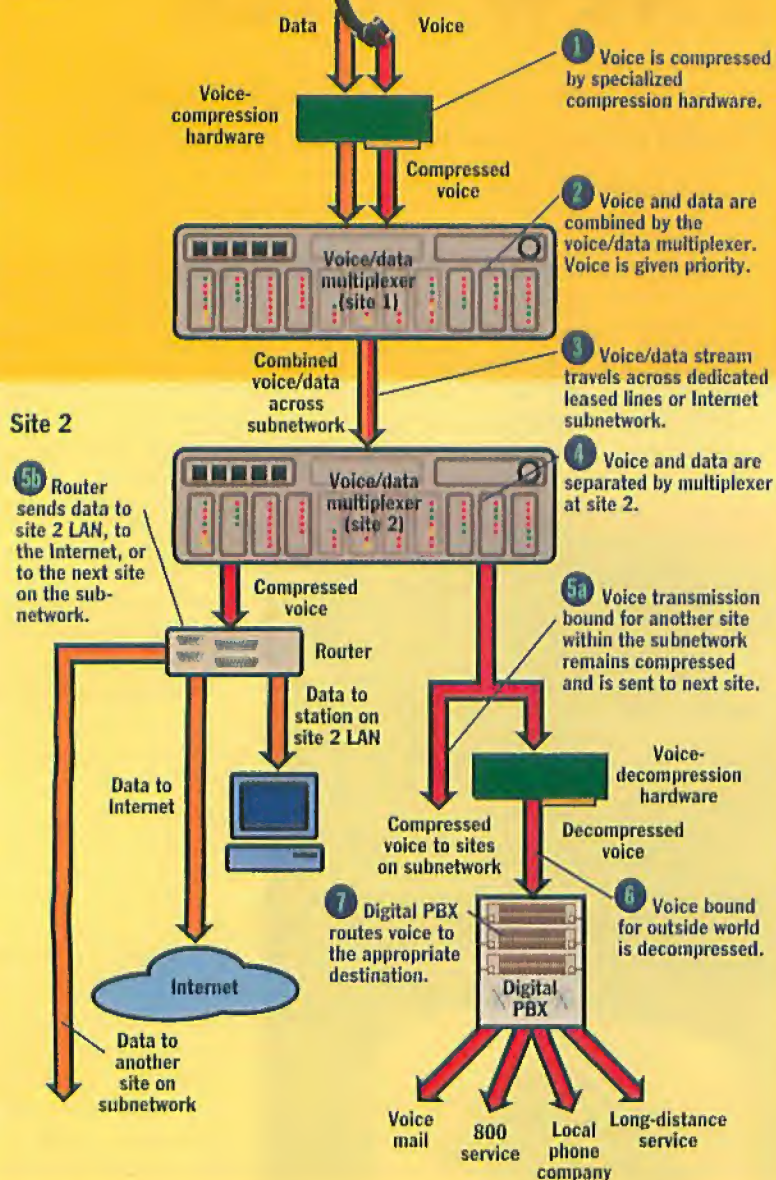 Data
Voice
1 Voice is compressed
by specialized
compression hardware.
Voice-
compression
hardware
Compressed
voice
2 Voice and data are
combined by the
voice/data multiplexer.
Voice is given priority.
Voice/data
multiplexer
(site 1)
Combined
voice/data
across
subnetwork
3 Voice/data stream
travels across dedicated
leased lines or Internet
subnetwork.
Site 2
4 Voice and data are
separated by multiplexer
at site 2.
Voice/data
multiplexer
(site 2)
5b Router
sends data to
site 2 LAN, to
the Internet, or
to the next site
on the sub-
network.
Compressed
voice
Router
5a Voice transmission
bound for another site
within the subnetwork
remains compressed
and is sent to next site.
Data to
station on
site 2 LAN
Data to
Internet
Voice-
decompression
hardware
Compressed
voice to sites
on subnetwork
Decompressed
voice
6 Voice bound
for outside world
is decompressed.
7 Digital PBX
routes voice to
the appropriate
destination.
Digital
PBX
Internet
Data to
another
site on
subnetwork
Voice
mail
800
service
Local
phone
company
Long-distance
service